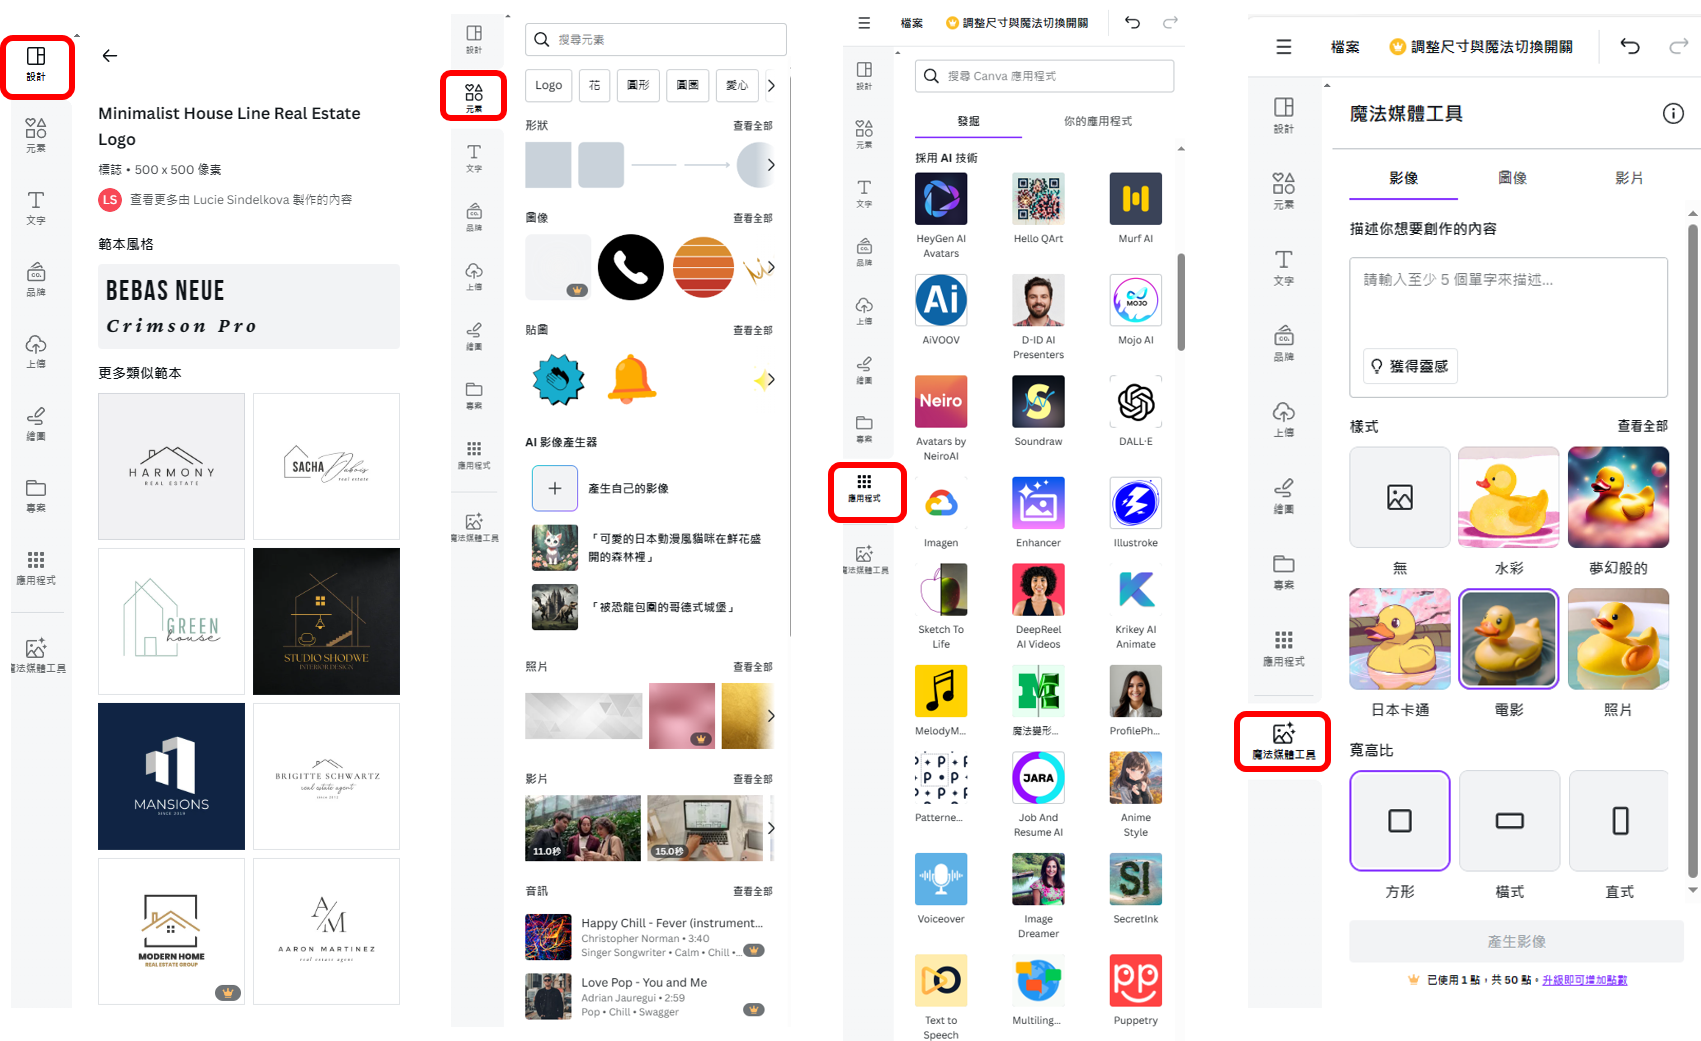 設計
元素
文字
品牌
上傳
繪圖
專案
應用程式
魔法媒體工具
Minimalist House Line Real Estate
Logo
標誌 • 500 x 500 像素
LS
查看更多由 Lucie Sindelkova 製作的內容
範本風格
BEBAS NEUE
Crimson Pro
更多類似範本
HARMONY
REAL ESTATE
SACHA Dubois
real estate
GREEN
house
STUDIO SHODWE
INTERIOR DESIGN
MANSIONS
SINCE 2014
BRIGITTE SCHWARTZ
real estate agent
MODERN HOME
REAL ESTATE GROUP
A/M
AARON MARTINEZ
real estate agent
設計
元素
文字
品牌
上傳
繪圖
專案
應用程式
魔法媒體工具
搜尋元素
Logo
花
圓形
圓圈
愛心
形狀
查看全部
圖像
查看全部
貼圖
查看全部
AI 影像產生器
產生自己的影像
「可愛的日本動漫風貓咪在鮮花盛
開的森林裡」
「被恐龍包圍的哥德式城堡」
照片
查看全部
影片
查看全部
11.0秒
15.0秒
音訊
查看全部
Happy Chill - Fever (instrument...
Christopher Norman • 3:40
Singer Songwriter • Calm • Chill •...
Love Pop - You and Me
Adrian Jauregui • 2:59
Pop • Chill • Swagger
檔案
調整尺寸與魔法切換開關
設計
元素
文字
品牌
上傳
繪圖
專案
應用程式
魔法媒體工具
搜尋 Canva 應用程式
發掘
你的應用程式
採用 AI 技術
HeyGen AI
Avatars
Hello QArt
Murf AI
Ai
AiVOOV
D-ID AI
Presenters
MOJO
Mojo AI
Neiro
Avatars by
NeiroAI
Soundraw
DALL·E
Imagen
Enhancer
Illustroke
Sketch To
Life
DeepReel
AI Videos
Krikey AI
Animate
MelodyM...
魔法變形...
ProfilePh...
Patterne...
JARA
Job And
Resume AI
Anime
Style
Voiceover
Image
Dreamer
SI
SecretInk
Text to
Speech
Multiling...
pp
Puppetry
檔案
調整尺寸與魔法切換開關
設計
元素
文字
品牌
上傳
繪圖
專案
應用程式
魔法媒體工具
魔法媒體工具
影像
圖像
影片
描述你想要創作的內容
請輸入至少 5 個單字來描述...
獲得靈感
樣式
查看全部
無
水彩
夢幻般的
日本卡通
電影
照片
寬高比
方形
橫式
直式
產生影像
已使用 1 點，共 50 點。升級即可增加點數